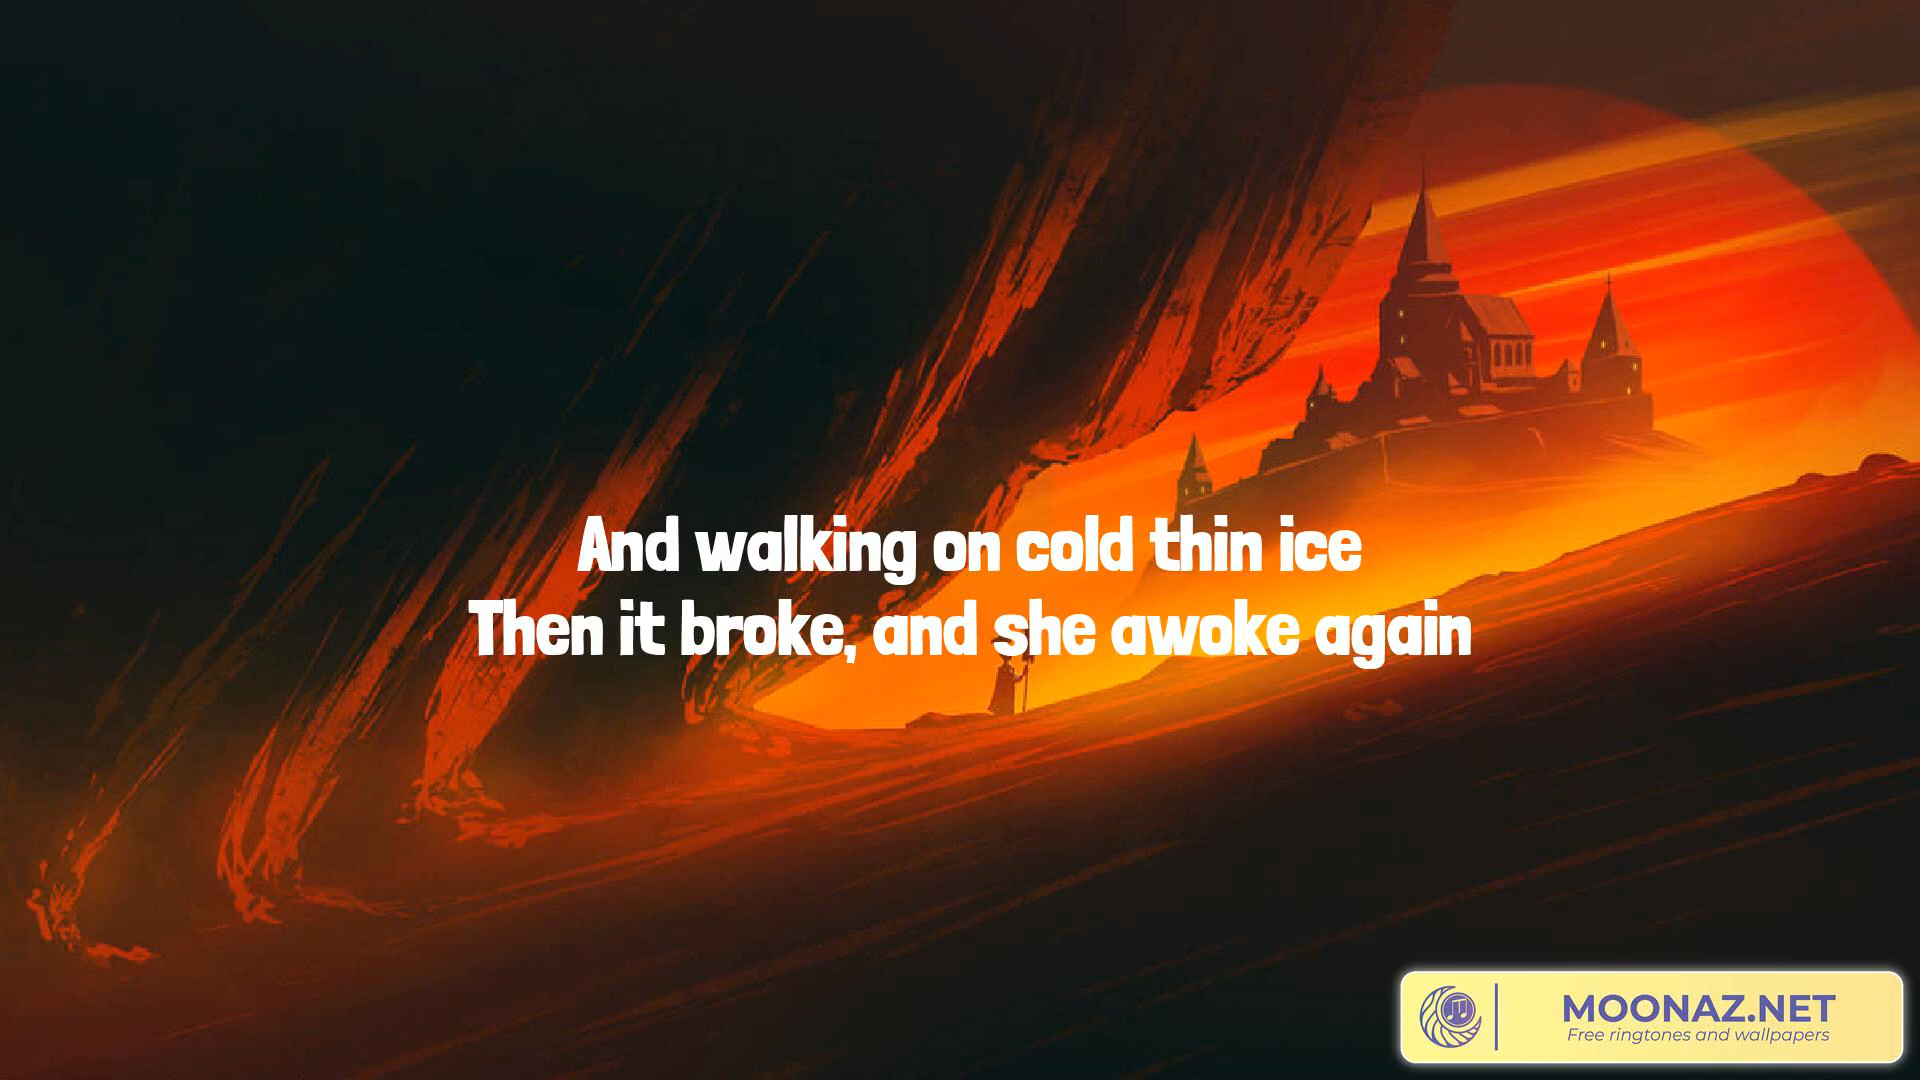 And walking on cold thin ice
Then it broke, and she awoke again
MOONAZ.NET
Free ringtones and wallpapers